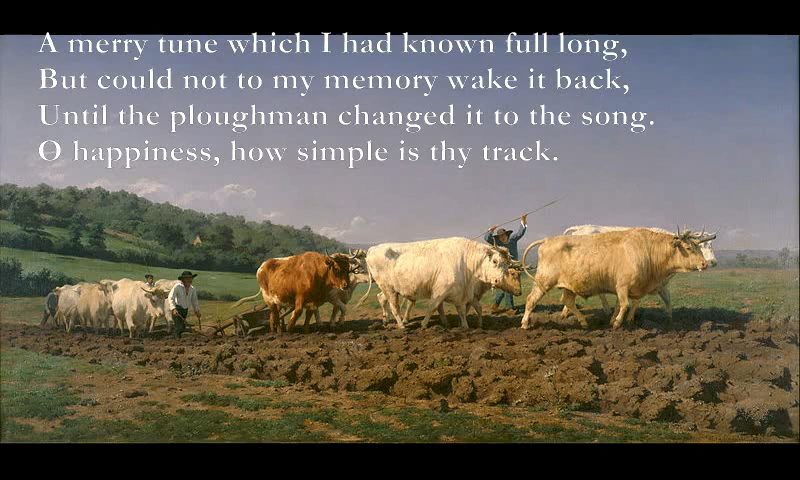 A merry tune which I had known full long,
But could not to my memory wake it back,
Until the ploughman changed it to the song.
O happiness, how simple is thy track.